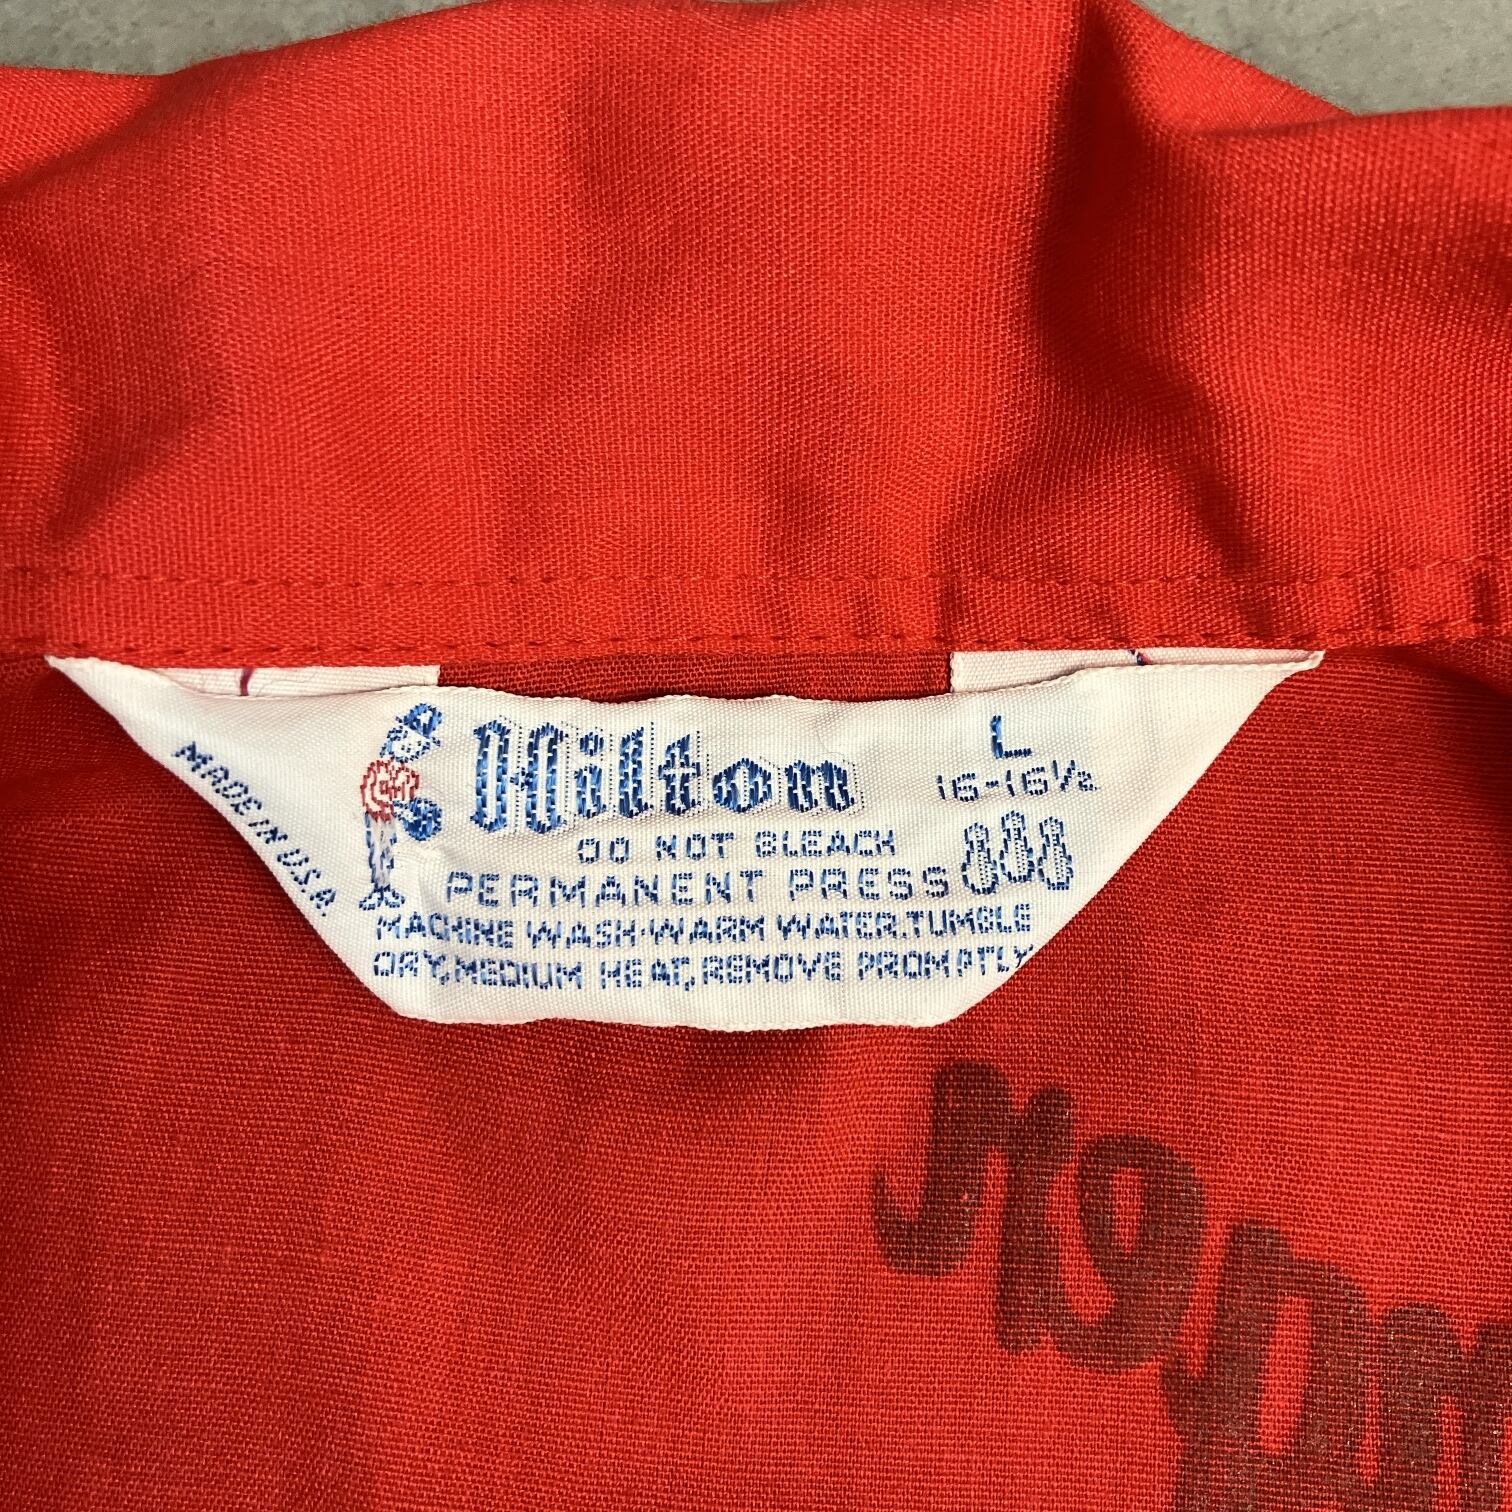 MADE IN U.S.A.
Hilton
L
16-16½
DO NOT BLEACH
PERMANENT PRESS
MACHINE WASH-WARM WATER.TUMBLE
DRY,MEDIUM HEAT,REMOVE PROMPTLY